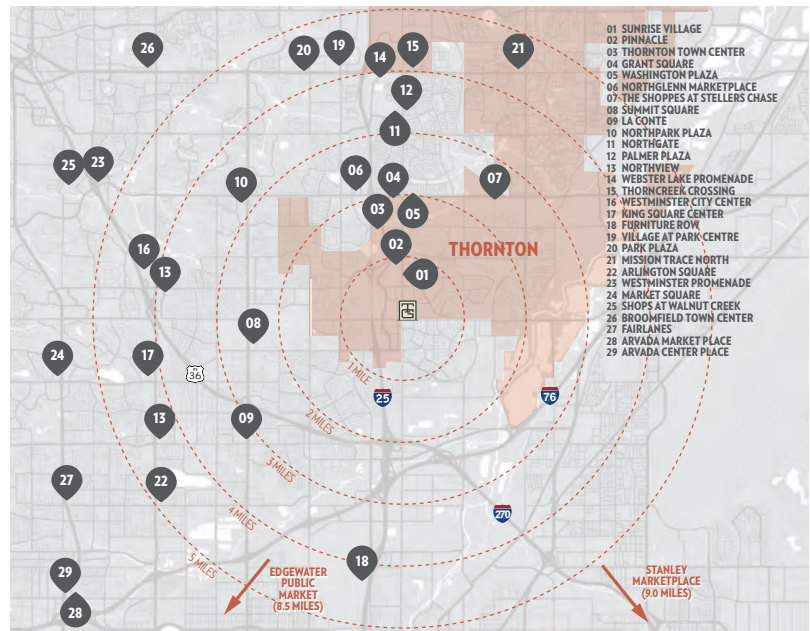 26
20
19
14
15
21
12
11
25
23
10
06
04
07
03
05
16
13
02
THORNTON
01
08
24
17
US
36
1 MILE
25
76
2 MILES
13
09
3 MILES
27
22
4 MILES
270
5 MILES
18
29
28
EDGEWATER
PUBLIC
MARKET
(8.5 MILES)
STANLEY
MARKETPLACE
(9.0 MILES)
01 SUNRISE VILLAGE
02 PINNACLE
03 THORNTON TOWN CENTER
04 GRANT SQUARE
05 WASHINGTON PLAZA
06 NORTHGLENN MARKETPLACE
07 THE SHOPPES AT STELLERS CHASE
08 SUMMIT SQUARE
09 LA CONTE
10 NORTHPARK PLAZA
11 NORTHGATE
12 PALMER PLAZA
13 NORTHVIEW
14 WEBSTER LAKE PROMENADE
15 THORNCREEK CROSSING
16 WESTMINSTER CITY CENTER
17 KING SQUARE CENTER
18 FURNITURE ROW
19 VILLAGE AT PARK CENTRE
20 PARK PLAZA
21 MISSION TRACE NORTH
22 ARLINGTON SQUARE
23 WESTMINSTER PROMENADE
24 MARKET SQUARE
25 SHOPS AT WALNUT CREEK
26 BROOMFIELD TOWN CENTER
27 FAIRLANES
28 ARVADA MARKET PLACE
29 ARVADA CENTER PLACE